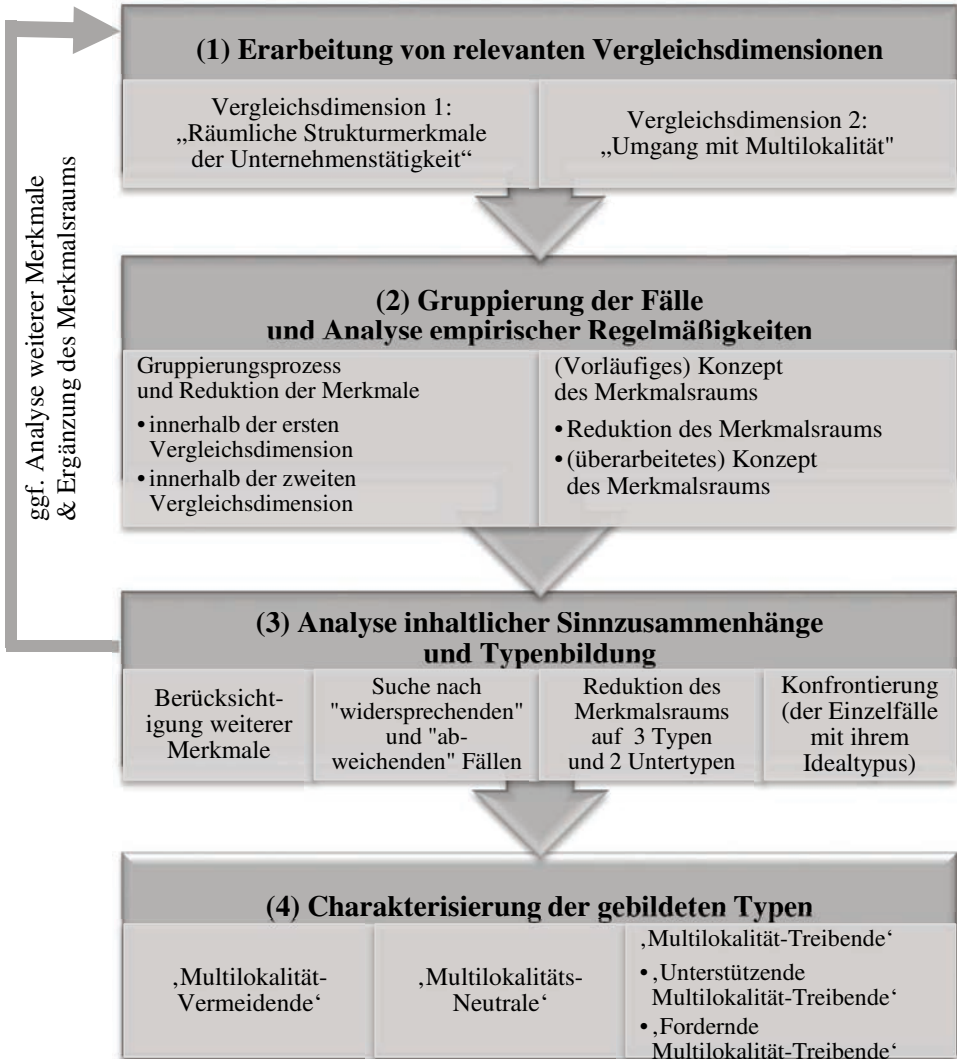 (1) Erarbeitung von relevanten Vergleichsdimensionen
Vergleichsdimension 1:
„Räumliche Strukturmerkmale
der Unternehmenstätigkeit“
Vergleichsdimension 2:
„Umgang mit Multilokalität"
ggf. Analyse weiterer Merkmale
& Ergänzung des Merkmalsraums
(2) Gruppierung der Fälle
und Analyse empirischer Regelmäßigkeiten
Gruppierungsprozess
und Reduktion der Merkmale
• innerhalb der ersten
Vergleichsdimension
• innerhalb der zweiten
Vergleichsdimension
(Vorläufiges) Konzept
des Merkmalsraums
• Reduktion des Merkmalsraums
• (überarbeitetes) Konzept
des Merkmalsraums
(3) Analyse inhaltlicher Sinnzusammenhänge
und Typenbildung
Berücksicht-
igung weiterer
Merkmale
Suche nach
"widersprechenden"
und "ab-
weichenden" Fällen
Reduktion des
Merkmalsraums
auf 3 Typen
und 2 Untertypen
Konfrontierung
(der Einzelfälle
mit ihrem
Idealtypus)
(4) Charakterisierung der gebildeten Typen
‚Multilokalität-
Vermeidende‘
‚Multilokalitäts-
Neutrale‘
‚Multilokalität-Treibende‘
• ‚Unterstützende
Multilokalität-Treibende‘
• ‚Fordernde
Multilokalität-Treibende‘